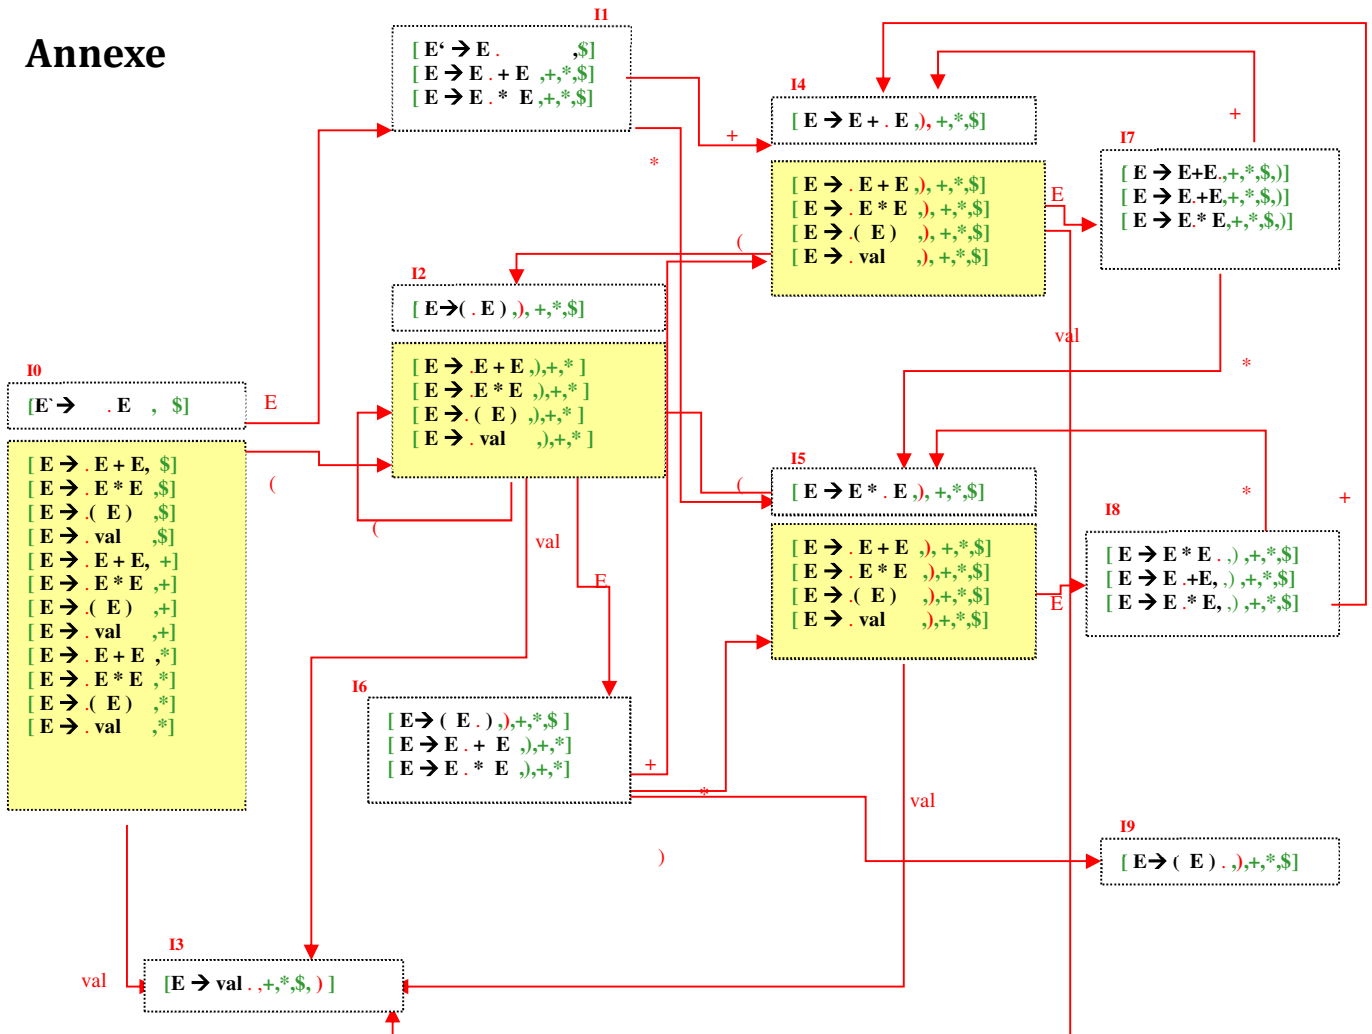 Annexe
I1
[ E‘ → E . ,$]
[ E → E . + E ,+,*,$]
[ E → E . * E ,+,*,$]
I4
[ E → E + . E ,), +,*,$]
[ E → . E + E ,), +,*,$]
[ E → . E * E ,), +,*,$]
[ E → .( E ) ,), +,*,$]
[ E → . val ,), +,*,$]
+
*
+
I7
[ E → E+E.,+,*,$,)]
[ E → E.+E,+,*,$,)]
[ E → E.* E,+,*,$,)]
E
(
I2
[ E→( . E ) ,), +,*,$]
[ E → .E + E ,),+,* ]
[ E → .E * E ,),+,* ]
[ E → . ( E ) ,),+,* ]
[ E → . val ,),+,* ]
val
*
I0
[E` → . E , $]
[ E → . E + E, $]
[ E → . E * E ,$]
[ E → .( E ) ,$]
[ E → . val ,$]
[ E → . E + E, +]
[ E → . E * E ,+]
[ E → .( E ) ,+]
[ E → . val ,+]
[ E → . E + E ,*]
[ E → . E * E ,*]
[ E → .( E ) ,*]
[ E → . val ,*]
E
(
(
val
E
I5
[ E → E * . E ,), +,*,$]
[ E → . E + E ,), +,*,$]
[ E → . E * E ,),+,*,$]
[ E → .( E ) ,),+,*,$]
[ E → . val ,),+,*,$]
(
E
*
+
I8
[ E → E * E . ,) ,+,*,$]
[ E → E .+E, ,) ,+,*,$]
[ E → E .* E, ,) ,+,*,$]
I6
[ E→ ( E . ) ,),+,*,$ ]
[ E → E . + E ,),+,*]
[ E → E . * E ,),+,*]
+
*
)
val
I9
[ E→ ( E ) . ,),+,*,$]
I3
[E → val . ,+,*,$, ) ]
val